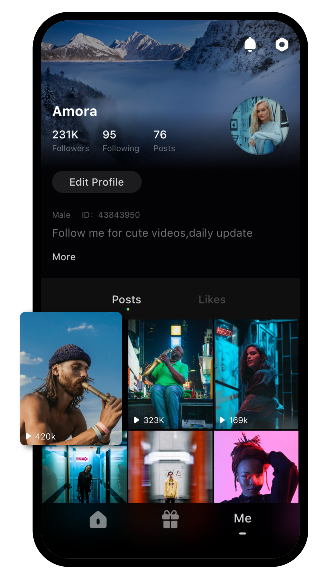 Amora
231K 95 76
Followers Following Posts
Edit Profile
Male ID: 43843950
Follow me for cute videos,daily update
More
Posts Likes
420k 323K 169k
Me